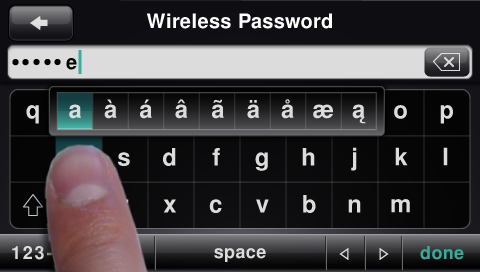 Wireless Password
•••••e
q a à á â ã ä å æ ą o p
s d f g h j k l
x c v b n m
123- space done